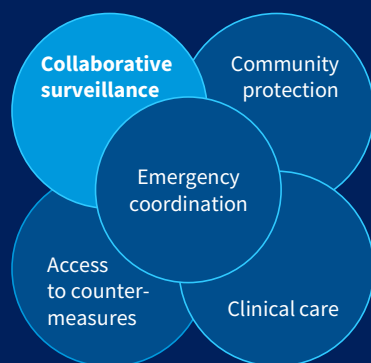 Collaborative
surveillance
Community
protection
Emergency
coordination
Access
to counter-
measures
Clinical care